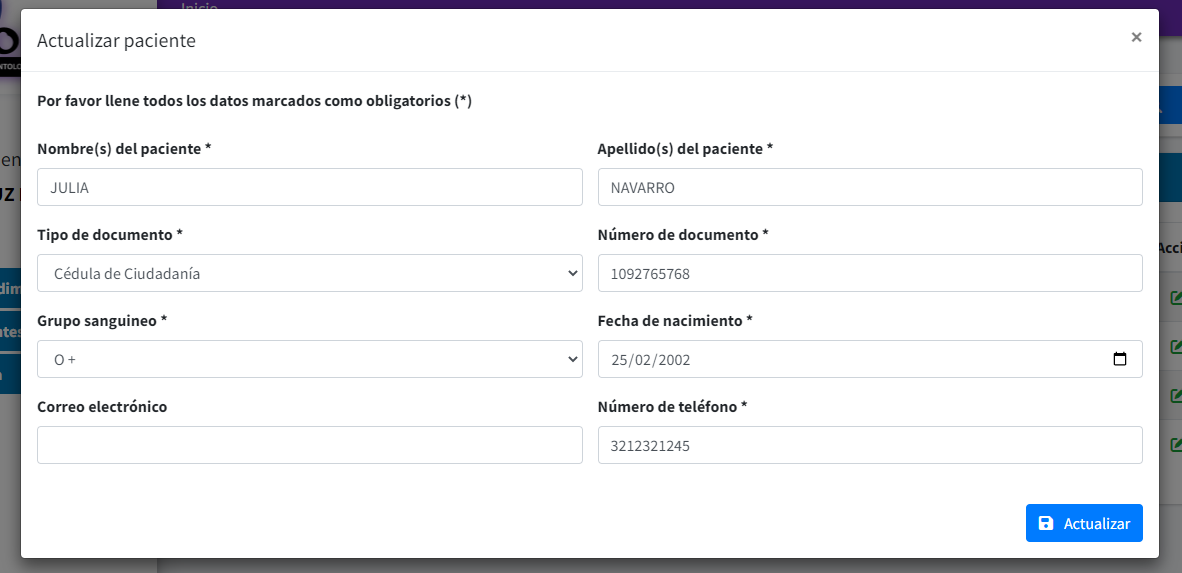 Inicio
Actualizar paciente ×
Por favor llene todos los datos marcados como obligatorios (*)
Nombre(s) del paciente * Apellido(s) del paciente *
JULIA NAVARRO
Tipo de documento * Número de documento *
Cédula de Ciudadanía 1092765768
Grupo sanguineo * Fecha de nacimiento *
O + 25/02/2002
Correo electrónico Número de teléfono *
3212321245
Actualizar